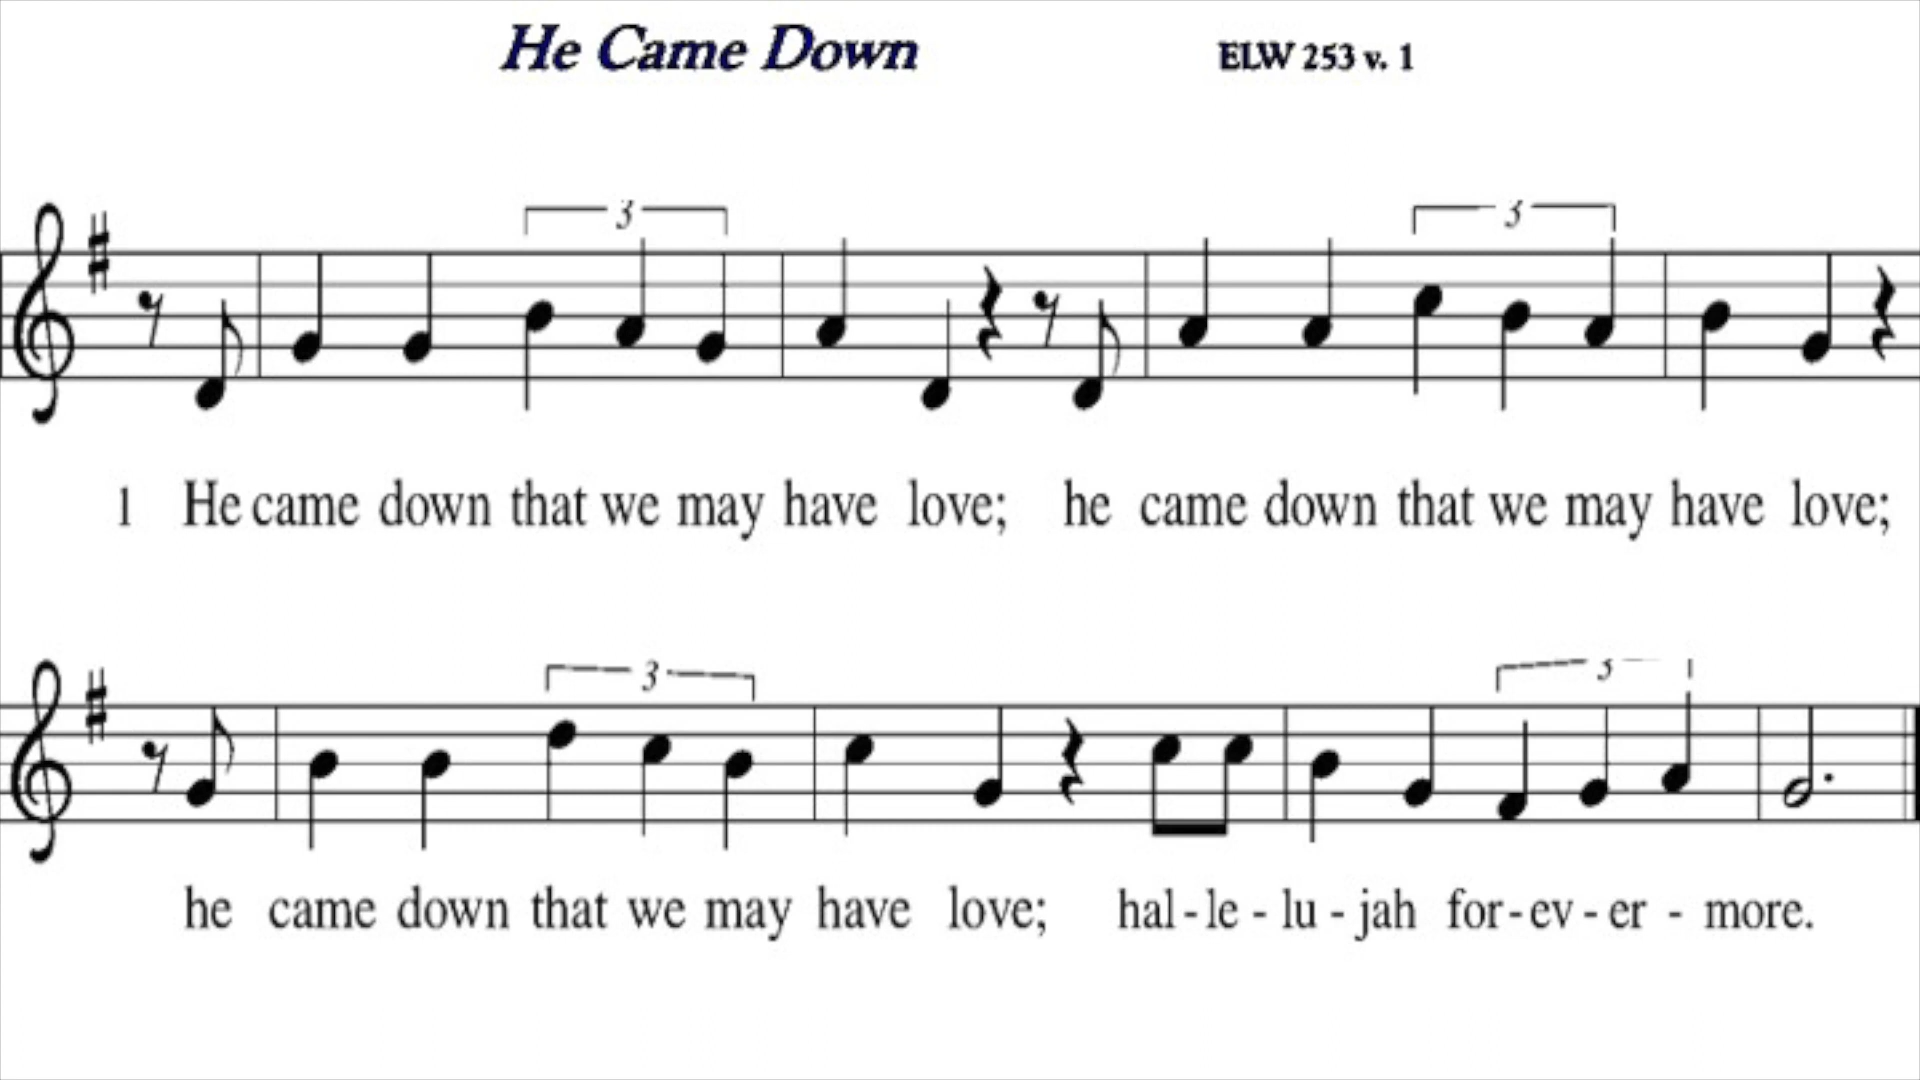 He Came Down ELW 253 v. 1
3 3
1 He came down that we may have love; he came down that we may have love;
3 3
he came down that we may have love; hal - le - lu - jah for - ev - er - more.